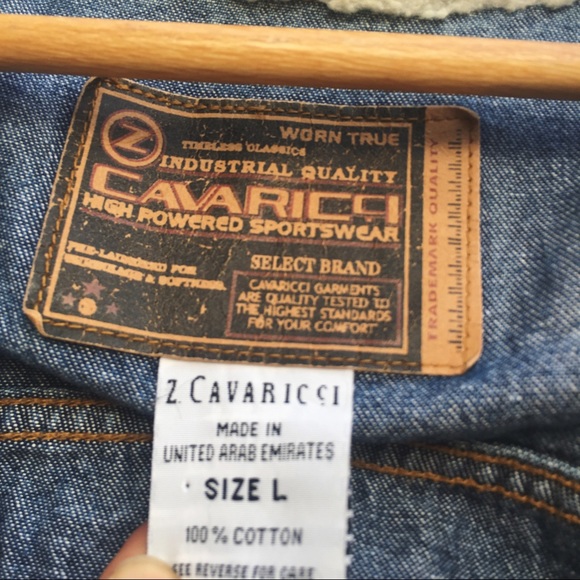 WORN TRUE
Z
TIMELESS CLASSICS
INDUSTRIAL QUALITY
CAVARICCI
HIGH POWERED SPORTSWEAR
PRE-LAUNDERED FOR
SHRINKAGE & SOFTNESS
SELECT BRAND
CAVARICCI GARMENTS
ARE QUALITY TESTED TO
THE HIGHEST STANDARDS
FOR YOUR COMFORT
TRADEMARK QUALITY
Z. CAVARICCI
MADE IN
UNITED ARAB EMIRATES
SIZE L
100% COTTON
SEE REVERSE FOR CARE